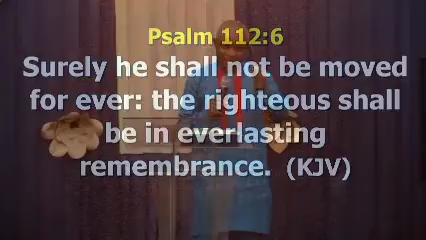 Psalm 112:6
Surely he shall not be moved
for ever: the righteous shall
be in everlasting
remembrance. (KJV)